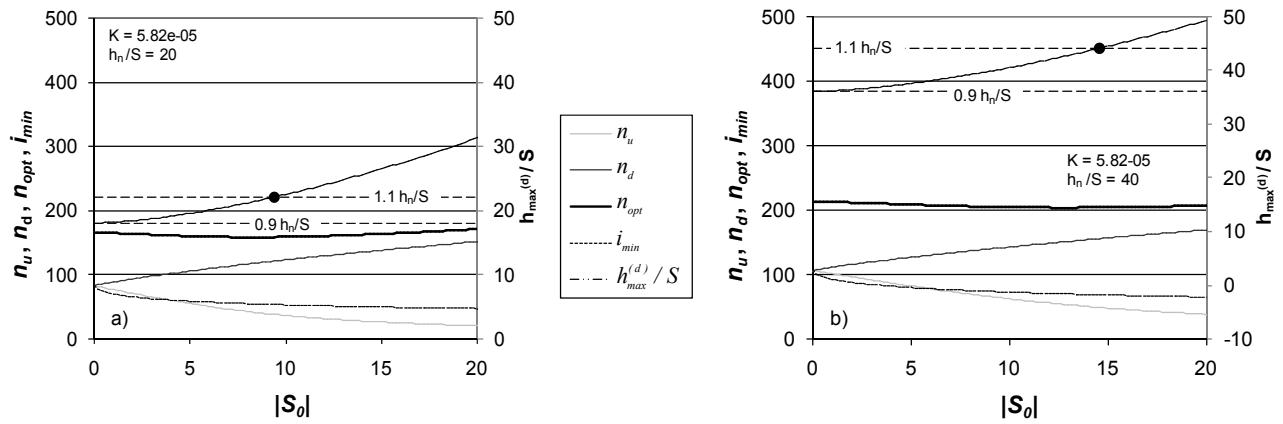 500
400
300
200
100
0
n_u, n_d, n_opt, i_min
K = 5.82e-05
h_n/S = 20
1.1 h_n/S
0.9 h_n/S
a)
50
40
30
20
10
0
h_max^(d) / S
0 5 10 15 20
|S_0|
n_u
n_d
n_opt
i_min
h_max^(d) / S
500
400
300
200
100
0
n_u, n_d, n_opt, i_min
1.1 h_n/S
0.9 h_n/S
K = 5.82-05
h_n/S = 40
b)
50
40
30
20
10
0
-10
h_max^(d) / S
0 5 10 15 20
|S_0|